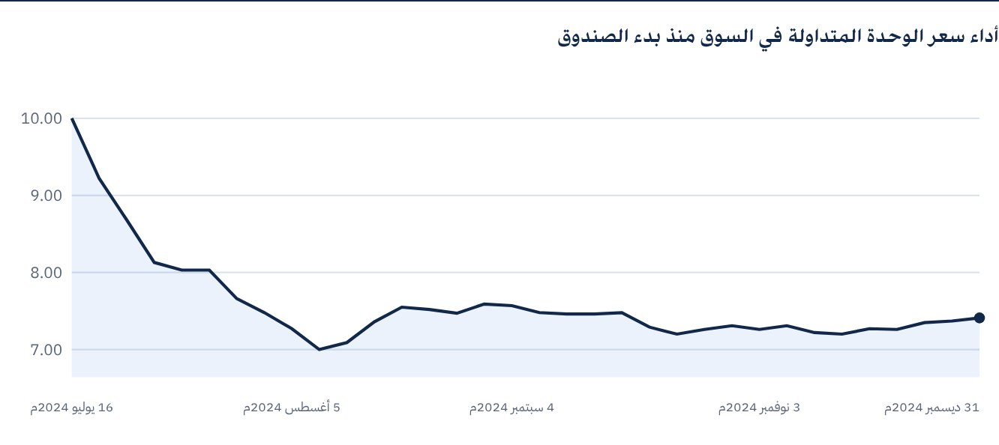 أداء سعر الوحدة المتداولة في السوق منذ بدء الصندوق
10.00
9.00
8.00
7.00
16 يوليو 2024م
5 أغسطس 2024م
4 سبتمبر 2024م
3 نوفمبر 2024م
31 ديسمبر 2024م